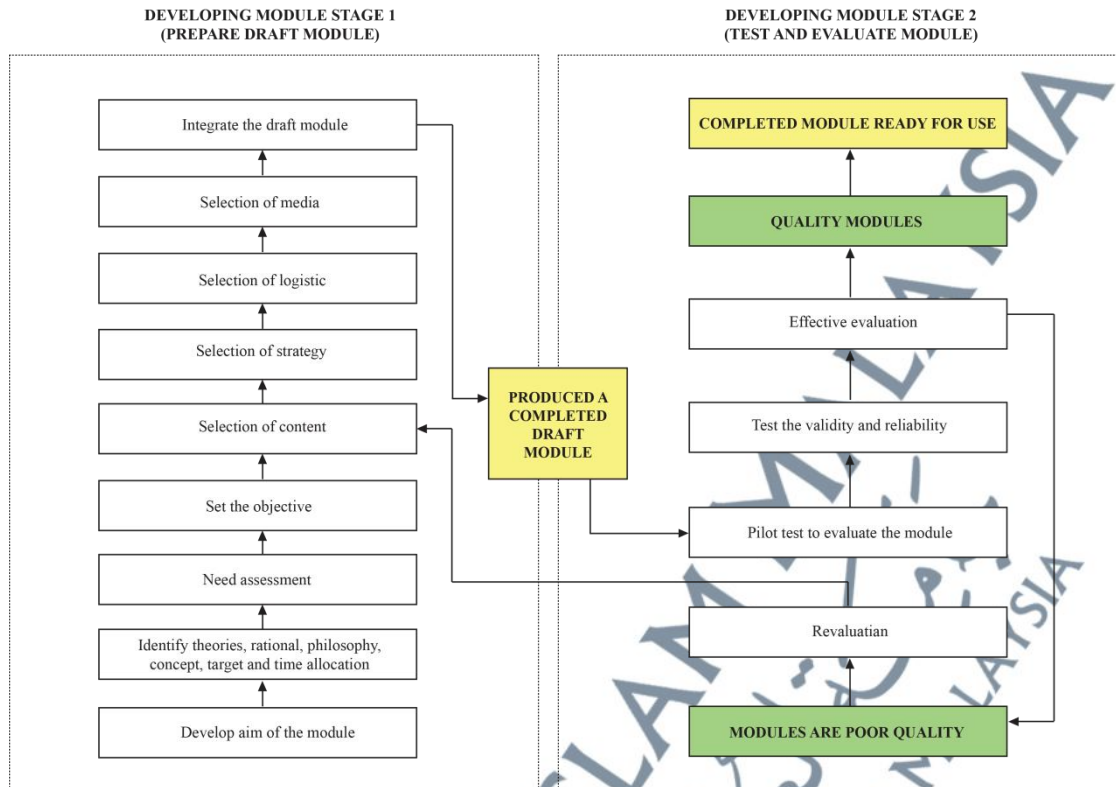 DEVELOPING MODULE STAGE 1
(PREPARE DRAFT MODULE)
Integrate the draft module
Selection of media
Selection of logistic
Selection of strategy
Selection of content
Set the objective
Need assessment
Identify theories, rational, philosophy,
concept, target and time allocation
Develop aim of the module
PRODUCED A
COMPLETED
DRAFT
MODULE
DEVELOPING MODULE STAGE 2
(TEST AND EVALUATE MODULE)
COMPLETED MODULE READY FOR USE
QUALITY MODULES
Effective evaluation
Test the validity and reliability
Pilot test to evaluate the module
Revaluatian
MODULES ARE POOR QUALITY